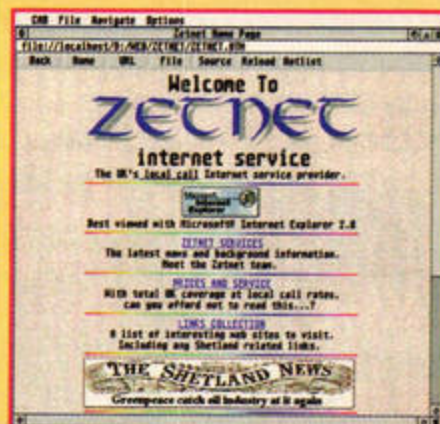 CAB File Navigate Options
Zetnet Home Page
file://localhost/D:/WEB/ZETNET/ZETNET.HTM
Back Home URL File Source Reload Hotlist
Welcome To
ZETNET
internet service
The UK's local call Internet service provider.
Microsoft
Internet
Explorer
Best viewed with Microsoft® Internet Explorer 2.0
ZETNET SERVICES
The latest news and background information.
Meet the Zetnet team.
PRICES AND SERVICE
With total UK coverage at local call rates.
can you afford not to read this...?
LINKS COLLECTION
A list of interesting web sites to visit.
Including any Shetland related links.
THE SHETLAND NEWS
Greenpeace catch oil industry at it again